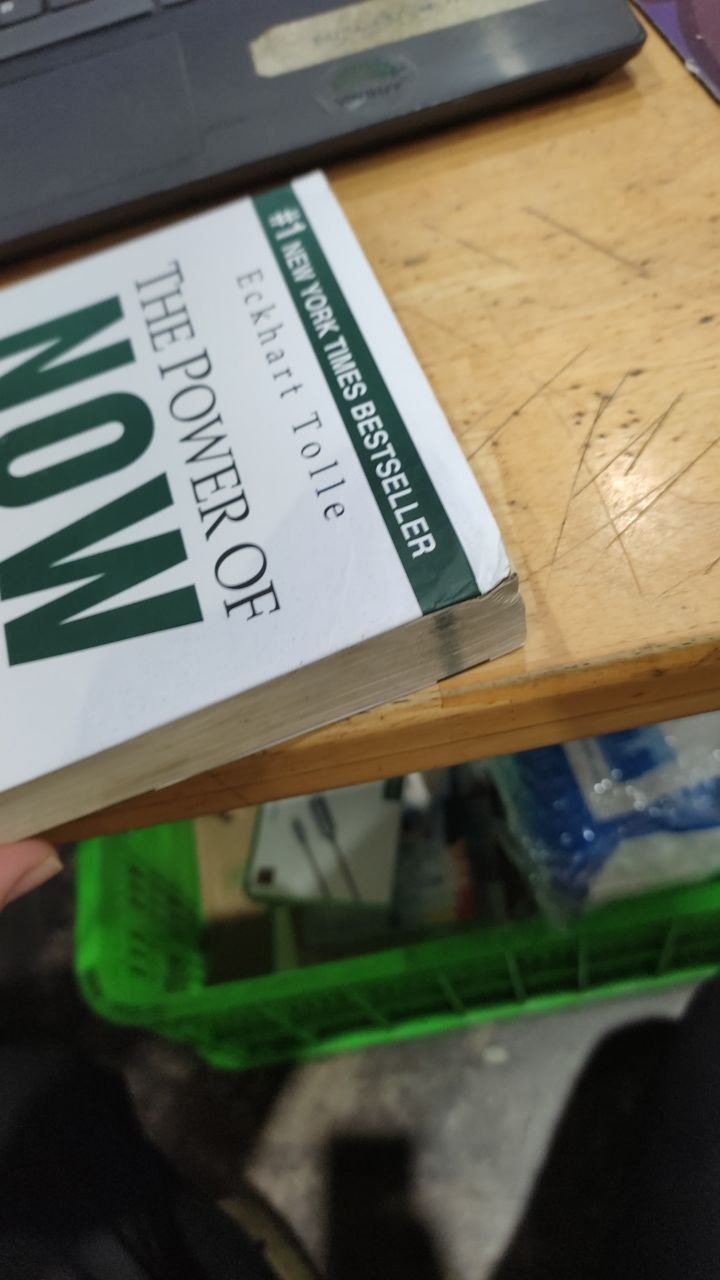 #1 NEW YORK TIMES BESTSELLER
Eckhart Tolle
THE POWER OF
NOW